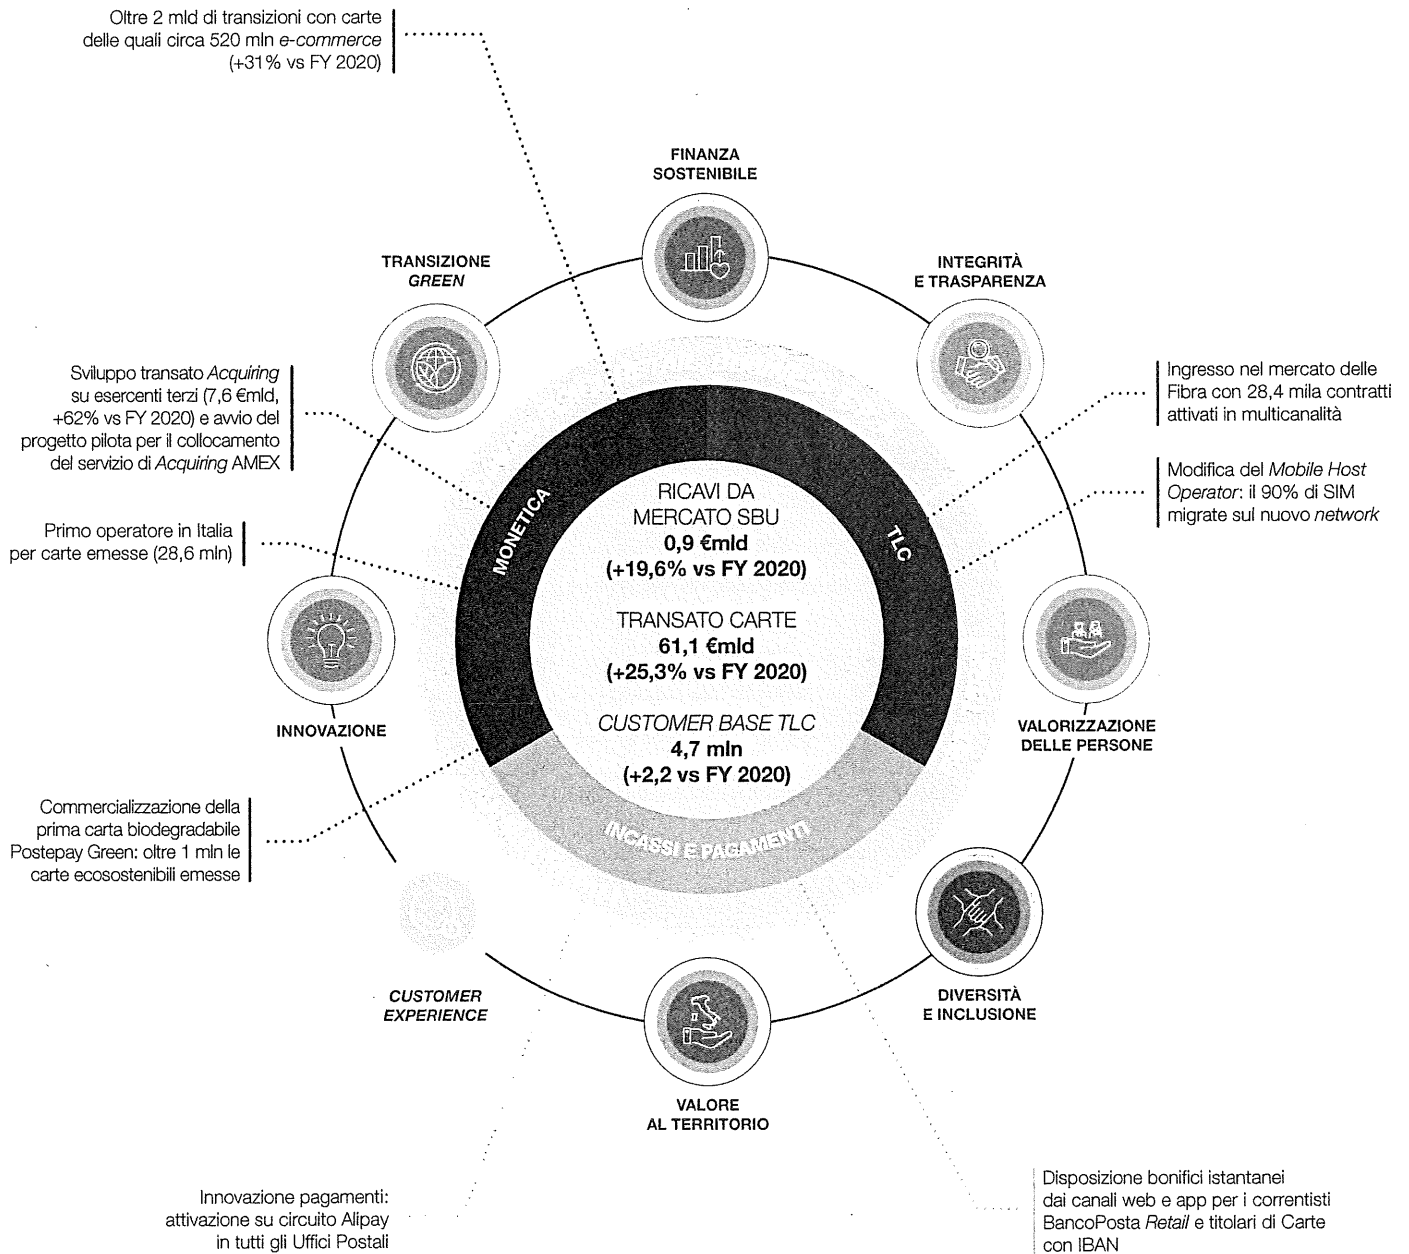 Oltre 2 mld di transizioni con carte
delle quali circa 520 mln e-commerce
(+31% vs FY 2020)
FINANZA
SOSTENIBILE
TRANSIZIONE
GREEN
INTEGRITÀ
E TRASPARENZA
Sviluppo transato Acquiring
su esercenti terzi (7,6 €mld,
+62% vs FY 2020) e avvio del
progetto pilota per il collocamento
del servizio di Acquiring AMEX
Ingresso nel mercato delle
Fibra con 28,4 mila contratti
attivati in multicanalità
Modifica del Mobile Host
Operator: il 90% di SIM
migrate sul nuovo network
Primo operatore in Italia
per carte emesse (28,6 mln)
MONETICA
TLC
RICAVI DA
MERCATO SBU
0,9 €mld
(+19,6% vs FY 2020)
TRANSATO CARTE
61,1 €mld
(+25,3% vs FY 2020)
CUSTOMER BASE TLC
4,7 mln
(+2,2 vs FY 2020)
INCASSI E PAGAMENTI
INNOVAZIONE
VALORIZZAZIONE
DELLE PERSONE
Commercializzazione della
prima carta biodegradabile
Postepay Green: oltre 1 mln le
carte ecosostenibili emesse
CUSTOMER
EXPERIENCE
DIVERSITÀ
E INCLUSIONE
VALORE
AL TERRITORIO
Innovazione pagamenti:
attivazione su circuito Alipay
in tutti gli Uffici Postali
Disposizione bonifici istantanei
dai canali web e app per i correntisti
BancoPosta Retail e titolari di Carte
con IBAN